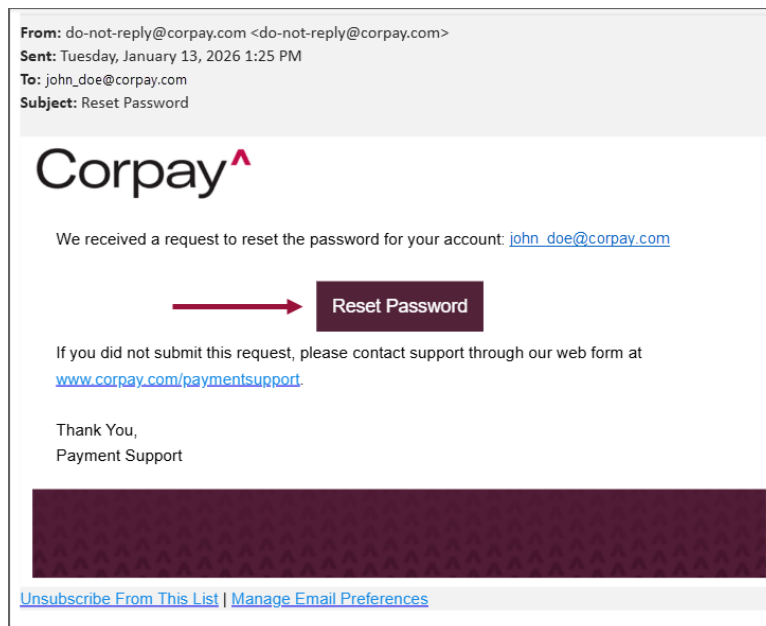 From: do-not-reply@corpay.com <do-not-reply@corpay.com>
Sent: Tuesday, January 13, 2026 1:25 PM
To: john_doe@corpay.com
Subject: Reset Password
Corpay^
We received a request to reset the password for your account: john_doe@corpay.com
Reset Password
If you did not submit this request, please contact support through our web form at
www.corpay.com/paymentsupport.
Thank You,
Payment Support
Unsubscribe From This List | Manage Email Preferences